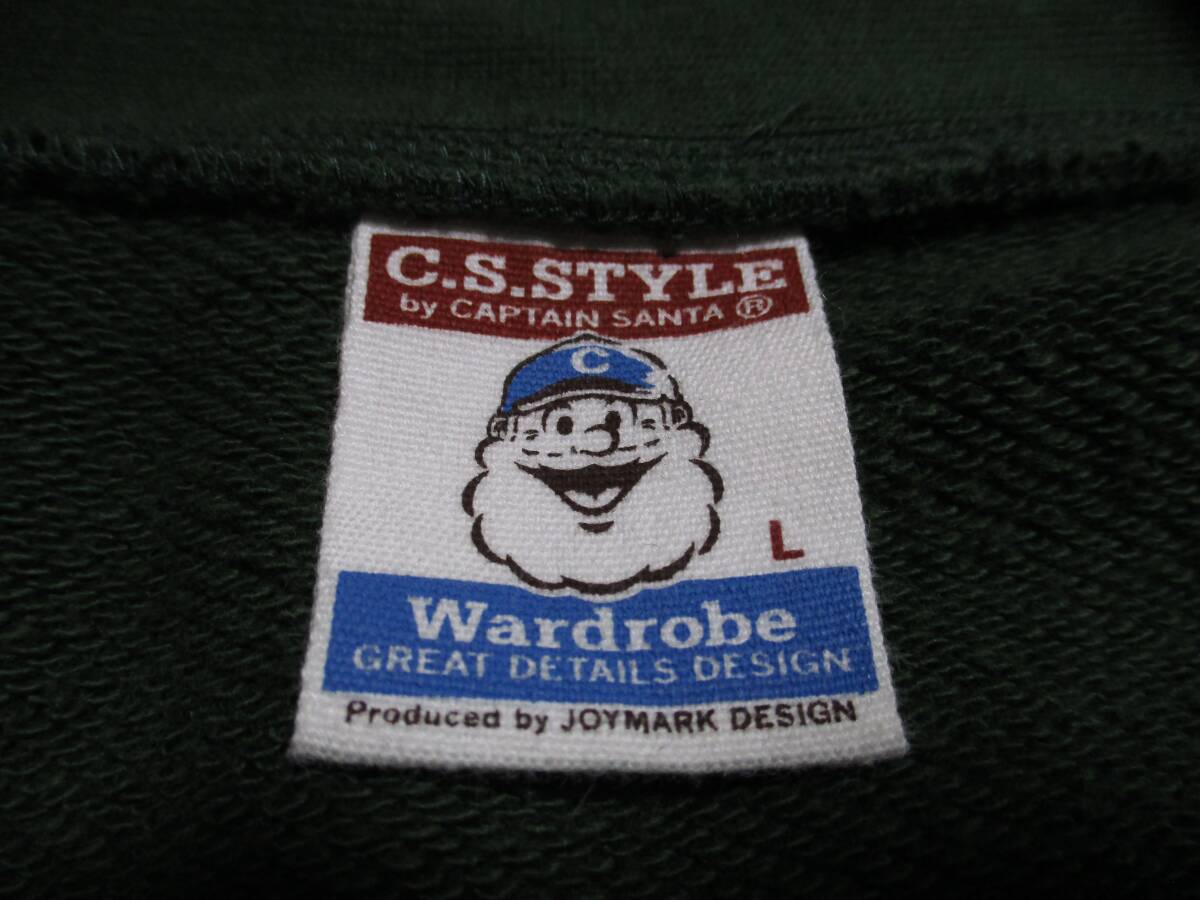 C.S.STYLE
by CAPTAIN SANTA ®
C
L
Wardrobe
GREAT DETAILS DESIGN
Produced by JOYMARK DESIGN